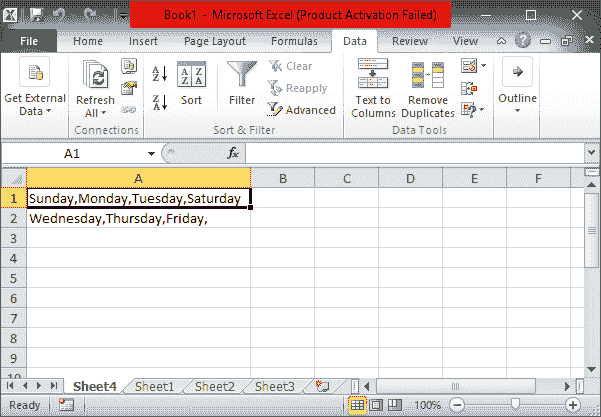 Book1 - Microsoft Excel (Product Activation Failed)
File Home Insert Page Layout Formulas Data Review View
Get External Data
Refresh All
Connections
A Z
Z A
A Z Z A
Sort
Filter
Clear
Reapply
Advanced
Sort & Filter
Text to Columns
Remove Duplicates
Data Tools
Outline
A1 fx
A B C D E F
1 Sunday,Monday,Tuesday,Saturday
2 Wednesday,Thursday,Friday,
3
4
5
6
7
8
9
10
Sheet4 Sheet1 Sheet2 Sheet3
Ready 100%